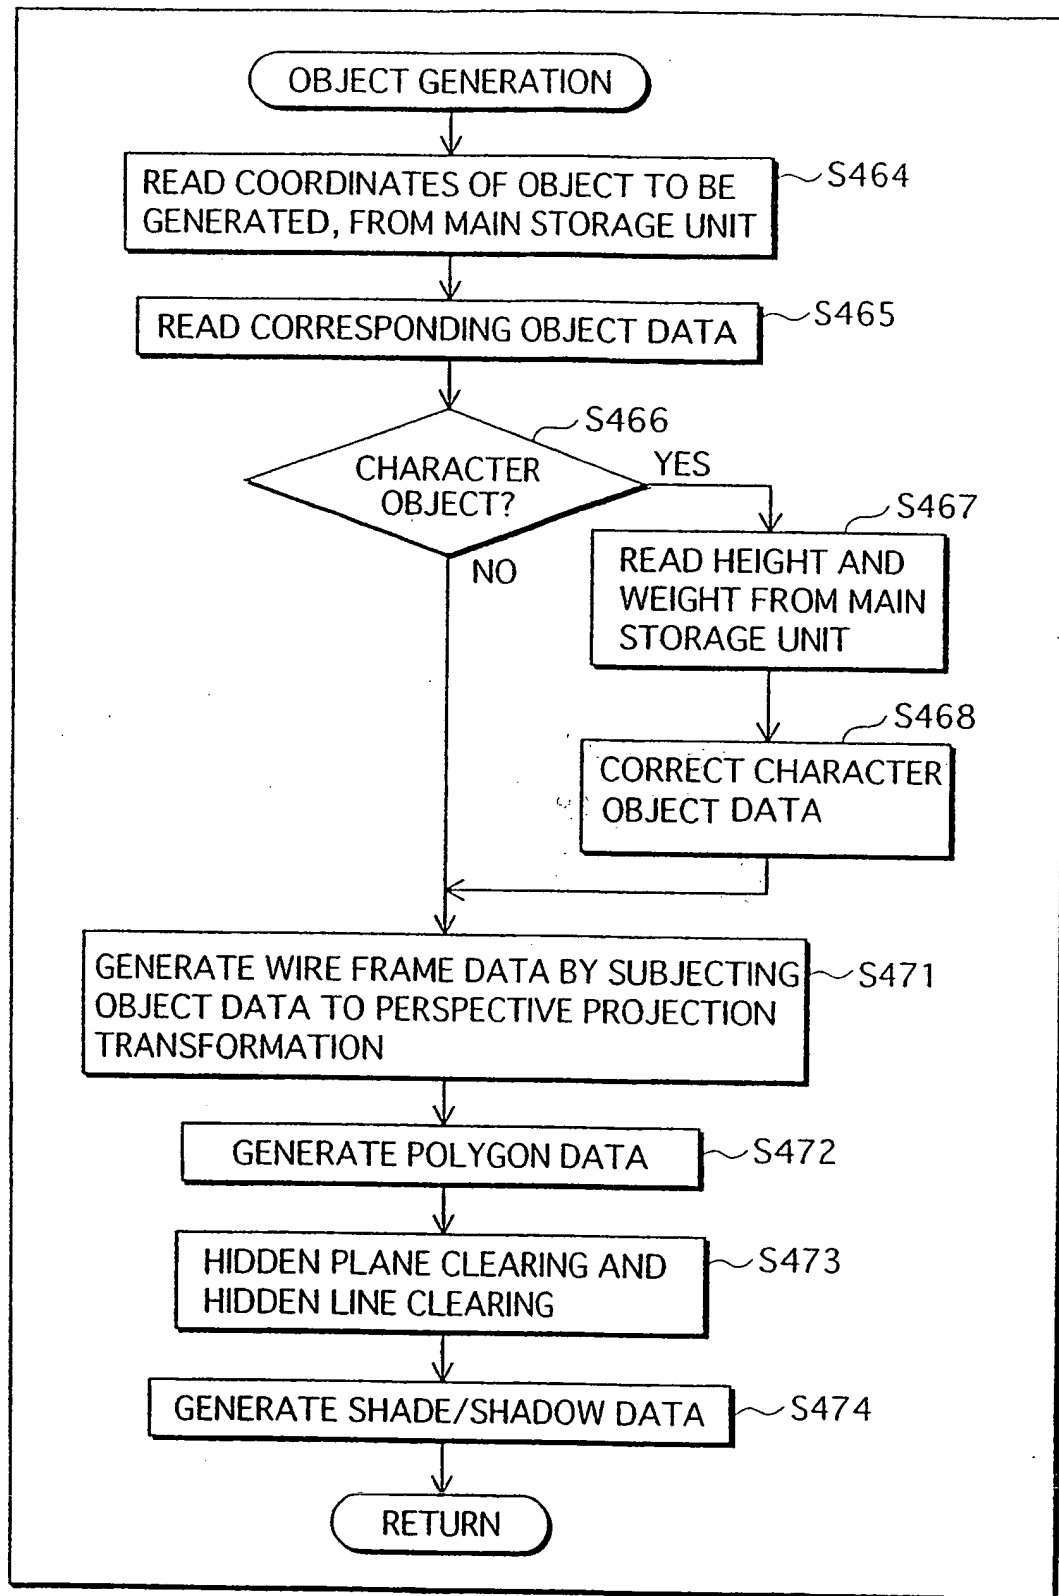 OBJECT GENERATION
READ COORDINATES OF OBJECT TO BE
GENERATED, FROM MAIN STORAGE UNIT
S464
READ CORRESPONDING OBJECT DATA
S465
S466
CHARACTER
OBJECT?
YES
NO
S467
READ HEIGHT AND
WEIGHT FROM MAIN
STORAGE UNIT
S468
CORRECT CHARACTER
OBJECT DATA
GENERATE WIRE FRAME DATA BY SUBJECTING
OBJECT DATA TO PERSPECTIVE PROJECTION
TRANSFORMATION
S471
GENERATE POLYGON DATA
S472
HIDDEN PLANE CLEARING AND
HIDDEN LINE CLEARING
S473
GENERATE SHADE/SHADOW DATA
S474
RETURN